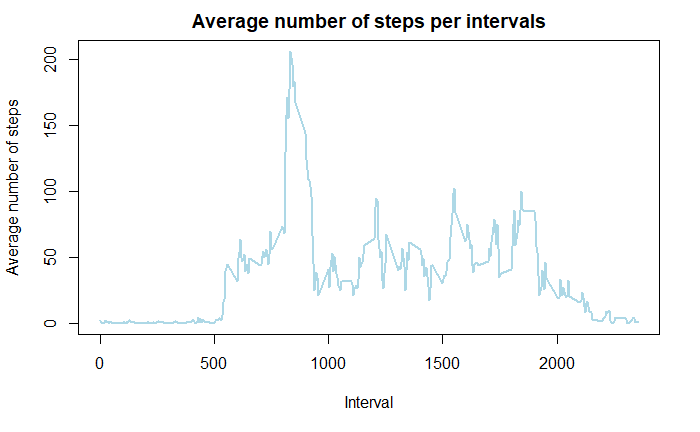 Average number of steps per intervals
Average number of steps
200
150
100
50
0
0 500 1000 1500 2000
Interval